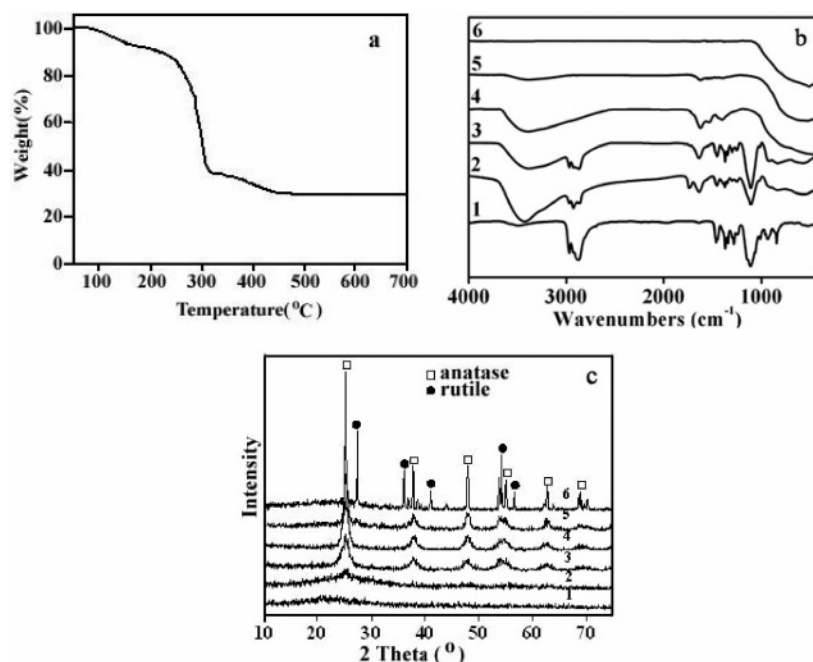 a
100
80
60
40
20
0
Weight(%)
100 200 300 400 500 600 700
Temperature(°C)
b
6
5
4
3
2
1
4000 3000 2000 1000
Wavenumbers (cm⁻¹)
c
□ anatase
● rutile
Intensity
6
5
4
3
2
1
10 20 30 40 50 60 70
2 Theta (°)